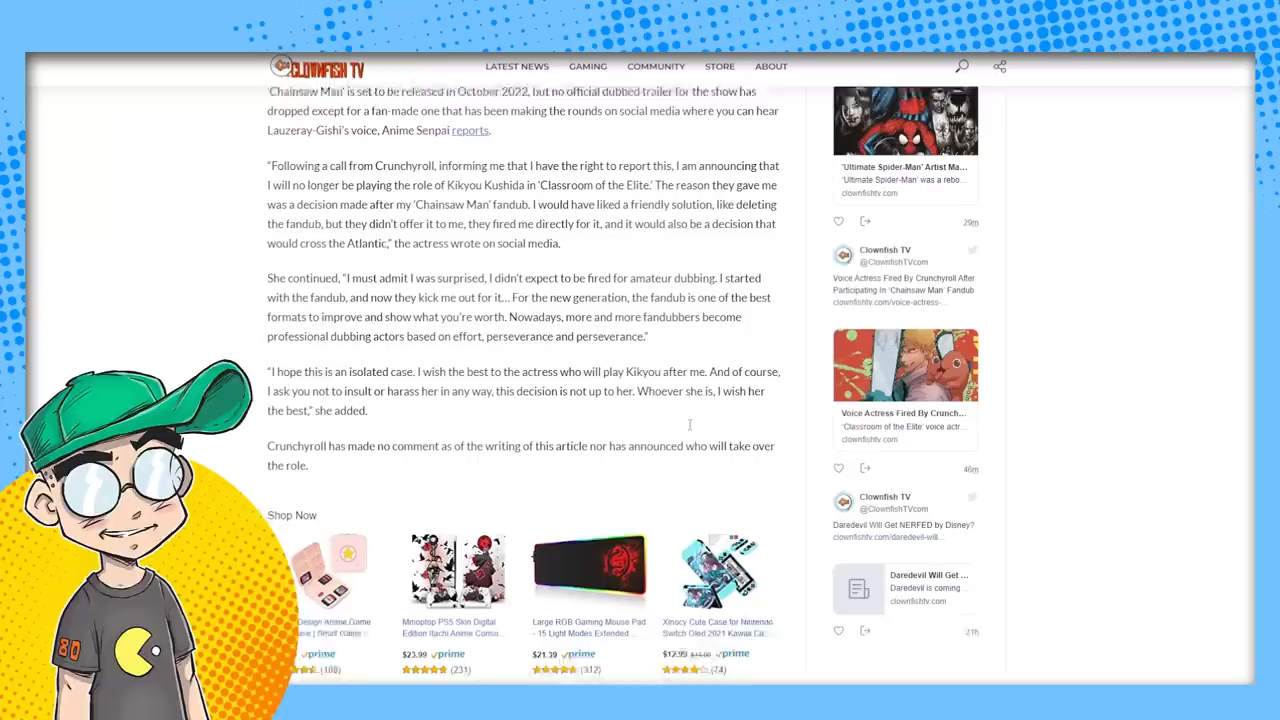 CLOWNFISH TV
LATEST NEWS
GAMING
COMMUNITY
STORE
ABOUT
'Chainsaw Man' is set to be released in October 2022, but no official dubbed trailer for the show has
dropped except for a fan-made one that has been making the rounds on social media where you can hear
Lauzeray-Gishi's voice, Anime Senpai reports.
"Following a call from Crunchyroll, informing me that I have the right to report this, I am announcing that
I will no longer be playing the role of Kikyou Kushida in 'Classroom of the Elite.' The reason they gave me
was a decision made after my 'Chainsaw Man' fandub. I would have liked a friendly solution, like deleting
the fandub, but they didn't offer it to me, they fired me directly for it, and it would also be a decision that
would cross the Atlantic," the actress wrote on social media.
She continued, "I must admit I was surprised, I didn't expect to be fired for amateur dubbing. I started
with the fandub, and now they kick me out for it… For the new generation, the fandub is one of the best
formats to improve and show what you're worth. Nowadays, more and more fandubbers become
professional dubbing actors based on effort, perseverance and perseverance."
"I hope this is an isolated case. I wish the best to the actress who will play Kikyou after me. And of course,
I ask you not to insult or harass her in any way, this decision is not up to her. Whoever she is, I wish her
the best," she added.
Crunchyroll has made no comment as of the writing of this article nor has announced who will take over
the role.
Shop Now
Design Anime Game
| Smart Game
prime
(108)
Mmoptop PS5 Skin Digital
Edition Itachi Anime Conso...
$23.99 prime
(231)
Large RGB Gaming Mouse Pad
- 15 Light Modes Extended ...
$21.39 prime
(312)
Xinocy Cute Case for Nintendo
Switch Oled 2021 Kawaii Ca...
$12.99 prime
(74)
'Ultimate Spider-Man' Artist Ma...
'Ultimate Spider-Man' was a rebo...
clownfishtv.com
29m
Clownfish TV
@ClownfishTVcom
Voice Actress Fired By Crunchyroll After
Participating In 'Chainsaw Man' Fandub
clownfishtv.com/voice-actress-...
Voice Actress Fired By Crunch...
'Classroom of the Elite' voice actr...
clownfishtv.com
46m
Clownfish TV
@ClownfishTVcom
Daredevil Will Get NERFED by Disney?
clownfishtv.com/daredevil-will...
Daredevil Will Get ...
Daredevil is coming
clownfishtv.com
80